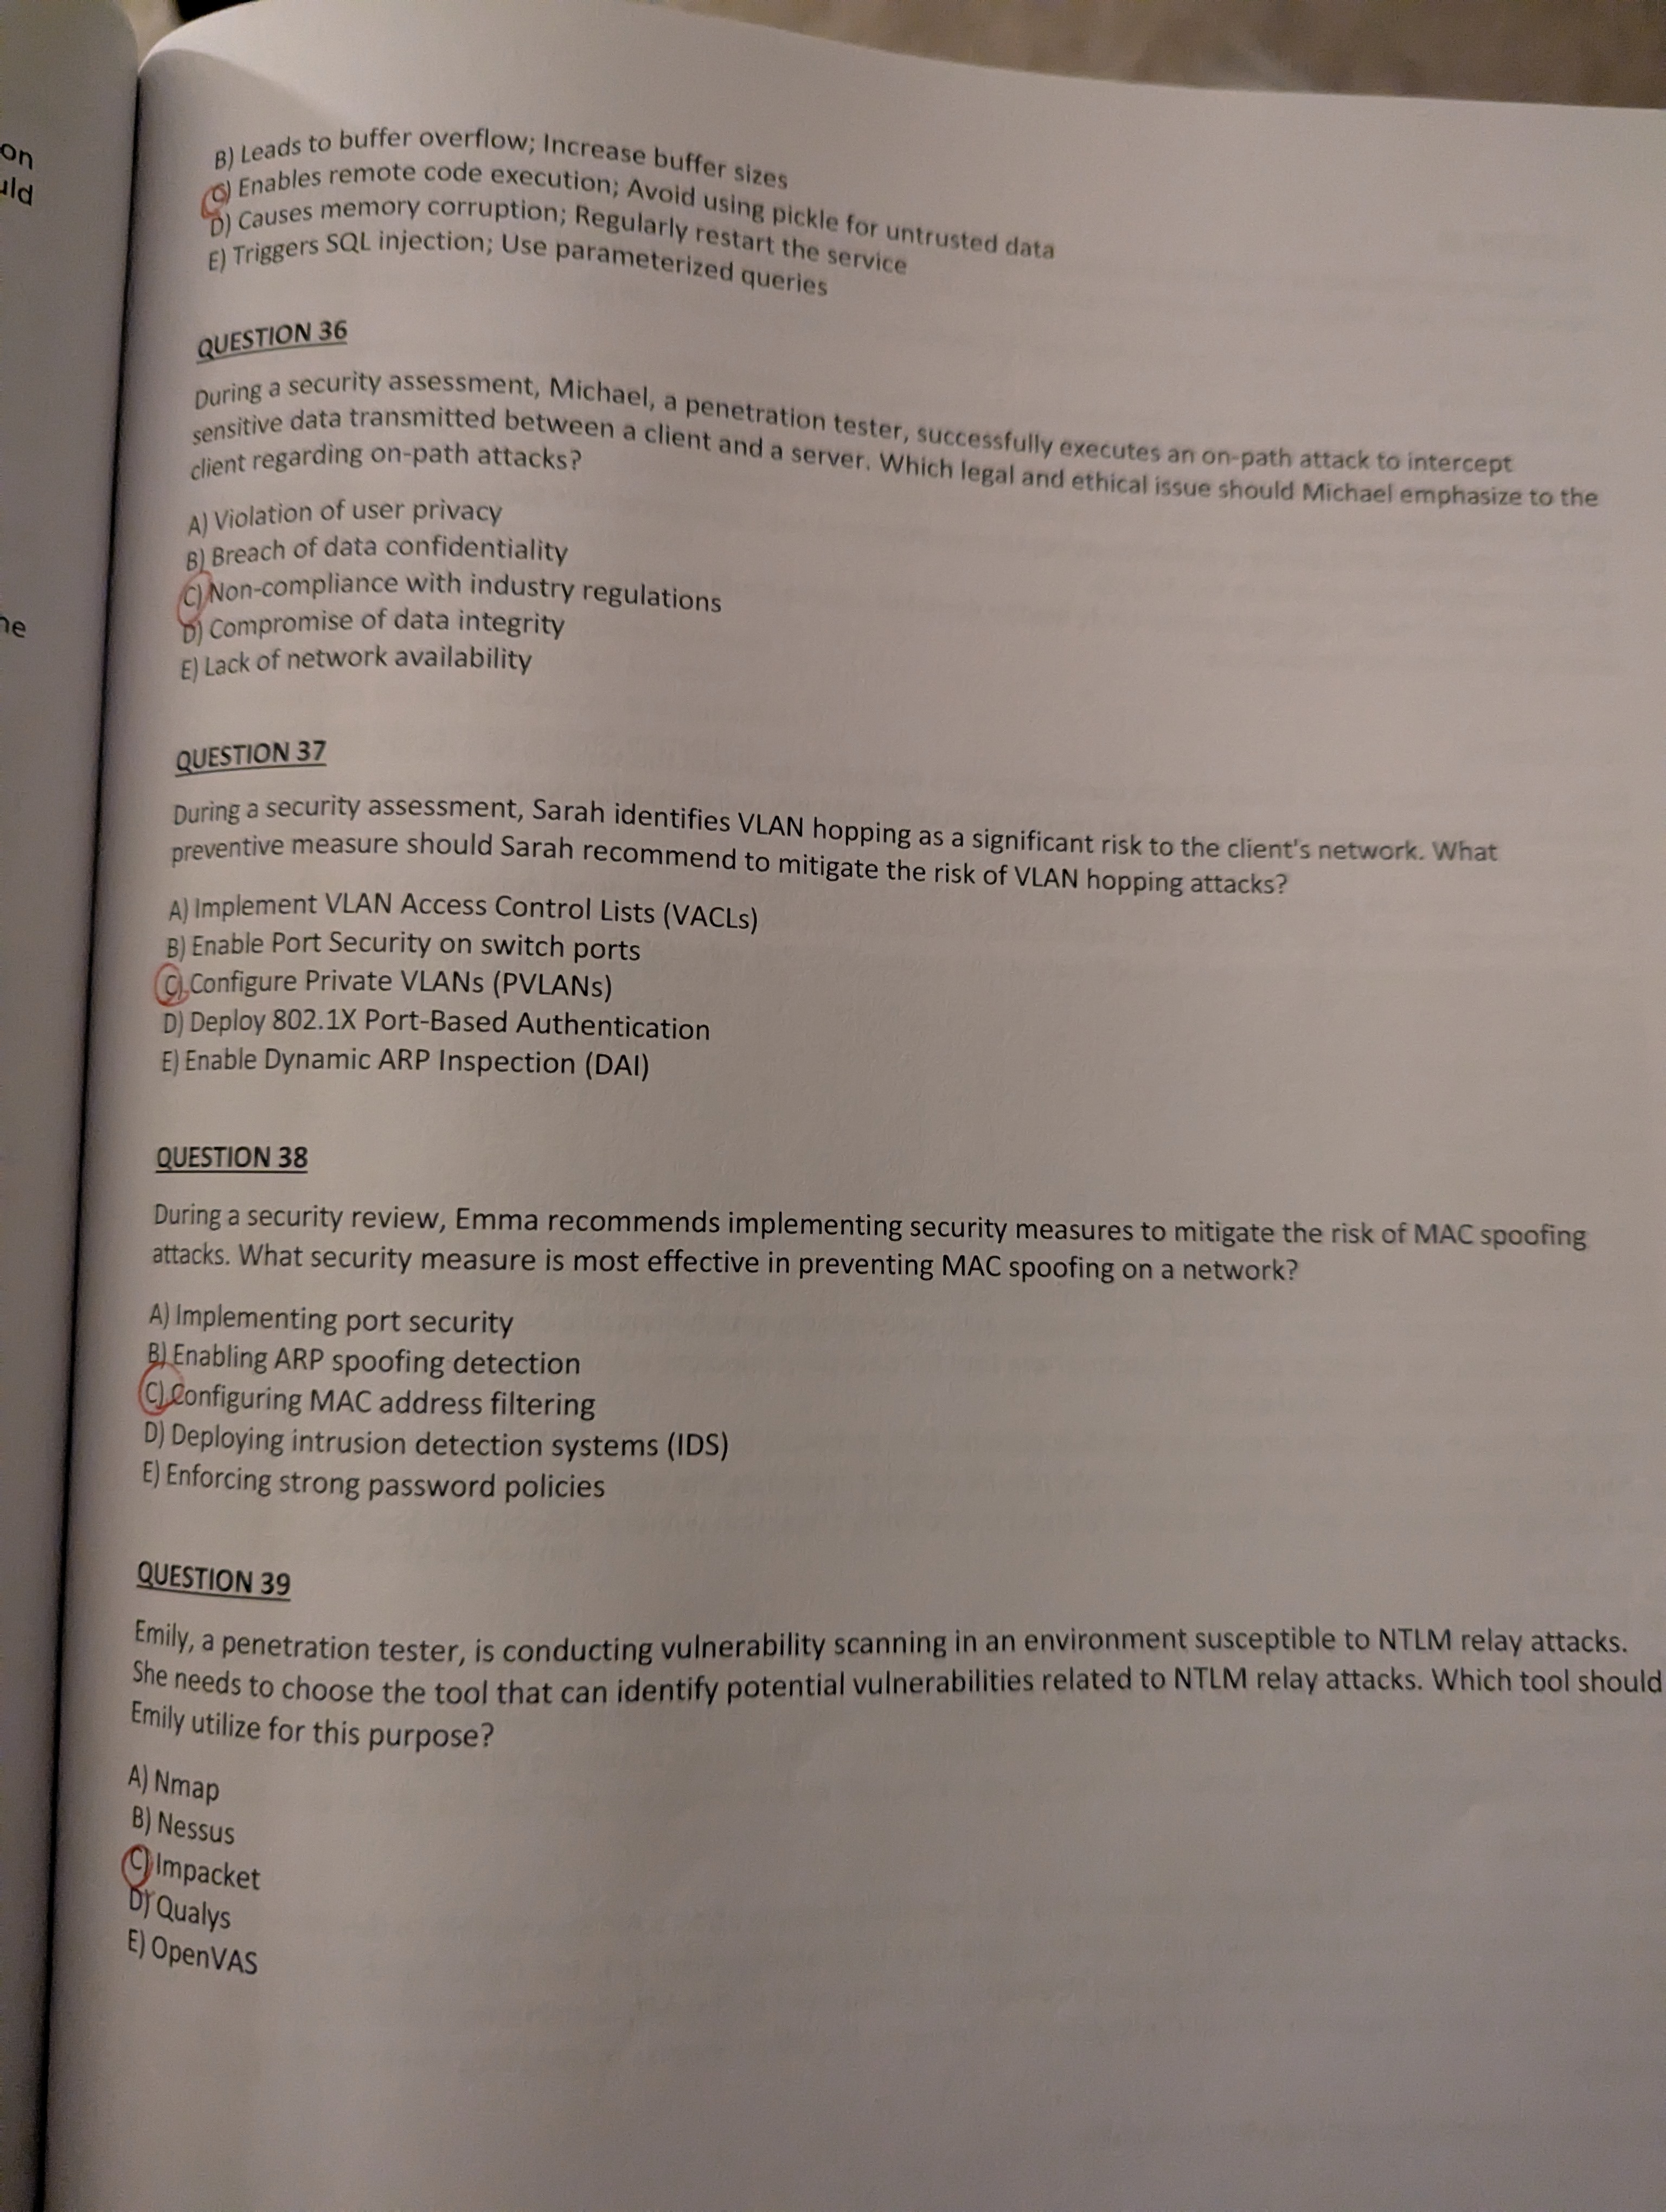 on
uld
he
B) Leads to buffer overflow; Increase buffer sizes
C) Enables remote code execution; Avoid using pickle for untrusted data
D) Causes memory corruption; Regularly restart the service
E) Triggers SQL injection; Use parameterized queries
QUESTION 36
During a security assessment, Michael, a penetration tester, successfully executes an on-path attack to intercept
sensitive data transmitted between a client and a server. Which legal and ethical issue should Michael emphasize to the
client regarding on-path attacks?
A) Violation of user privacy
B) Breach of data confidentiality
C) Non-compliance with industry regulations
D) Compromise of data integrity
E) Lack of network availability
QUESTION 37
During a security assessment, Sarah identifies VLAN hopping as a significant risk to the client's network. What
preventive measure should Sarah recommend to mitigate the risk of VLAN hopping attacks?
A) Implement VLAN Access Control Lists (VACLs)
B) Enable Port Security on switch ports
C) Configure Private VLANs (PVLANs)
D) Deploy 802.1X Port-Based Authentication
E) Enable Dynamic ARP Inspection (DAI)
QUESTION 38
During a security review, Emma recommends implementing security measures to mitigate the risk of MAC spoofing
attacks. What security measure is most effective in preventing MAC spoofing on a network?
A) Implementing port security
B) Enabling ARP spoofing detection
C) Configuring MAC address filtering
D) Deploying intrusion detection systems (IDS)
E) Enforcing strong password policies
QUESTION 39
Emily, a penetration tester, is conducting vulnerability scanning in an environment susceptible to NTLM relay attacks.
She needs to choose the tool that can identify potential vulnerabilities related to NTLM relay attacks. Which tool should
Emily utilize for this purpose?
A) Nmap
B) Nessus
C) Impacket
D) Qualys
E) OpenVAS